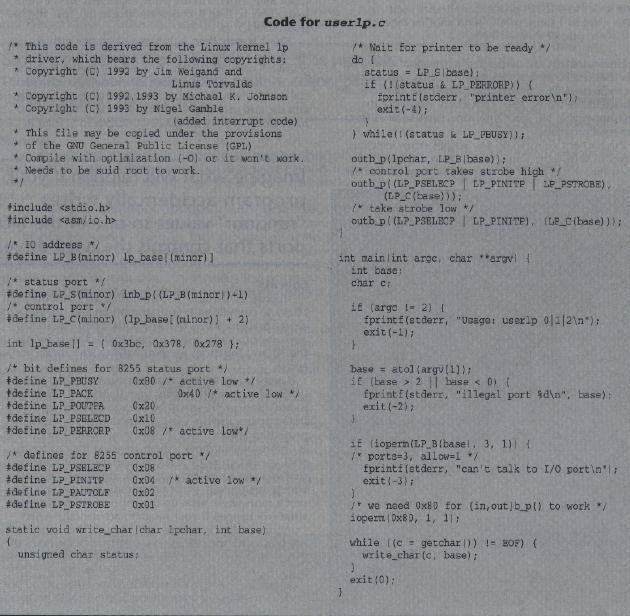 Code for userlp.c
/* This code is derived from the Linux kernel lp
* driver, which bears the following copyrights:
* Copyright (C) 1992 by Jim Weigand and
Linus Torvalds
* Copyright (C) 1992,1993 by Michael K. Johnson
* Copyright (C) 1993 by Nigel Gamble
(added interrupt code)
* This file may be copied under the provisions
* of the GNU General Public License (GPL)
* Compile with optimization (-O) or it won't work.
* Needs to be suid root to work.
*/
#include <stdio.h>
#include <asm/io.h>
/* IO address */
#define LP_B(minor) lp_base[(minor)]
/* status port */
#define LP_S(minor) inb_p((LP_B(minor))+1)
/* control port */
#define LP_C(minor) (lp_base[(minor)] + 2)
int lp_base[] = { 0x3bc, 0x378, 0x278 };
/* bit defines for 8255 status port */
#define LP_PBUSY 0x80 /* active low */
#define LP_PACK 0x40 /* active low */
#define LP_POUTPA 0x20
#define LP_PSELECD 0x10
#define LP_PERRORP 0x08 /* active low*/
/* defines for 8255 control port */
#define LP_PSELECP 0x08
#define LP_PINITP 0x04 /* active low */
#define LP_PAUTOLF 0x02
#define LP_PSTROBE 0x01
static void write_char(char lpchar, int base)
{
unsigned char status;
/* Wait for printer to be ready */
do {
status = LP_S(base);
if (!(status & LP_PERRORP)) {
fprintf(stderr, "printer error\n");
exit(-4);
}
} while(!(status & LP_PBUSY));
outb_p(lpchar, LP_B(base));
/* control port takes strobe high */
outb_p((LP_PSELECP | LP_PINITP | LP_PSTROBE),
(LP_C(base)));
/* take strobe low */
outb_p((LP_PSELECP | LP_PINITP), (LP_C(base)));
}
int main(int argc, char **argv) {
int base;
char c;
if (argc != 2) {
fprintf(stderr, "Usage: userlp 0|1|2\n");
exit(-1);
}
base = atol(argv[1]);
if (base > 2 || base < 0) {
fprintf(stderr, "illegal port %d\n", base);
exit(-2);
}
if (ioperm(LP_B(base), 3, 1)) {
/* ports=3, allow=1 */
fprintf(stderr, "can't talk to I/O port\n");
exit(-3);
}
/* we need 0x80 for {in,out}b_p() to work */
ioperm(0x80, 1, 1);
while ((c = getchar()) != EOF) {
write_char(c, base);
}
exit(0);
}